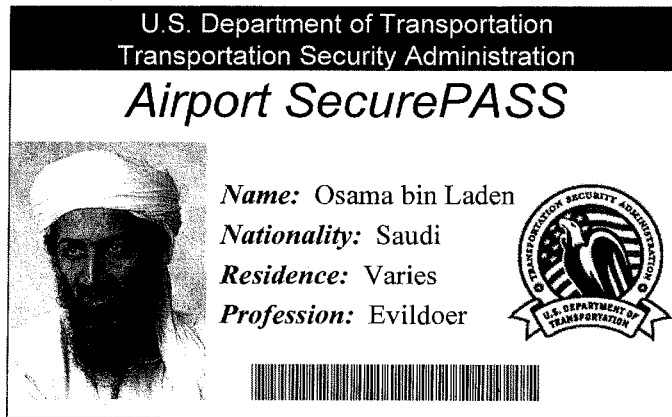 U.S. Department of Transportation
Transportation Security Administration
Airport SecurePASS
Name: Osama bin Laden
Nationality: Saudi
Residence: Varies
Profession: Evildoer
TRANSPORTATION SECURITY ADMINISTRATION
U.S. DEPARTMENT OF
TRANSPORTATION